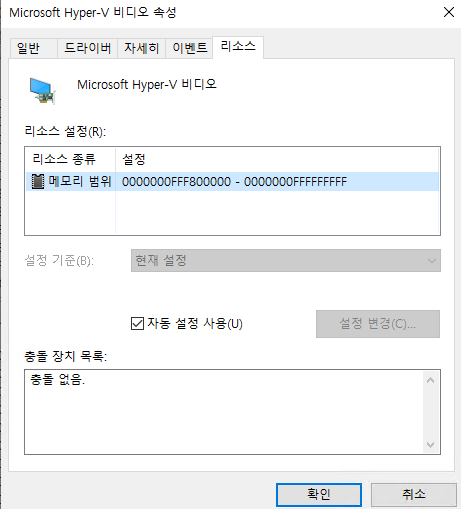 Microsoft Hyper-V 비디오 속성
일반 드라이버 자세히 이벤트 리소스
Microsoft Hyper-V 비디오
리소스 설정(R):
리소스 종류 설정
메모리 범위 0000000FFF800000 - 0000000FFFFFFFFF
설정 기준(B): 현재 설정
자동 설정 사용(U) 설정 변경(C)...
충돌 장치 목록:
충돌 없음.
확인 취소